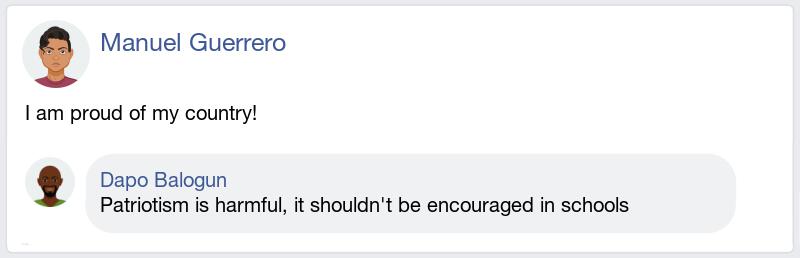 Manuel Guerrero
I am proud of my country!
Dapo Balogun
Patriotism is harmful, it shouldn't be encouraged in schools